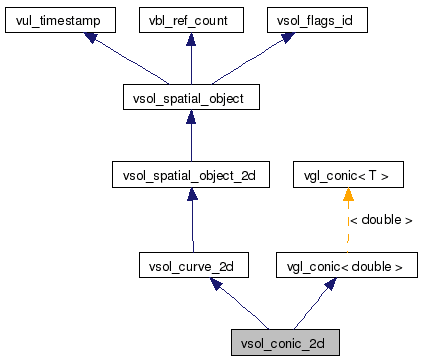 vul_timestamp
vbl_ref_count
vsol_flags_id
vsol_spatial_object
vsol_spatial_object_2d
vgl_conic< T >
< double >
vsol_curve_2d
vgl_conic< double >
vsol_conic_2d